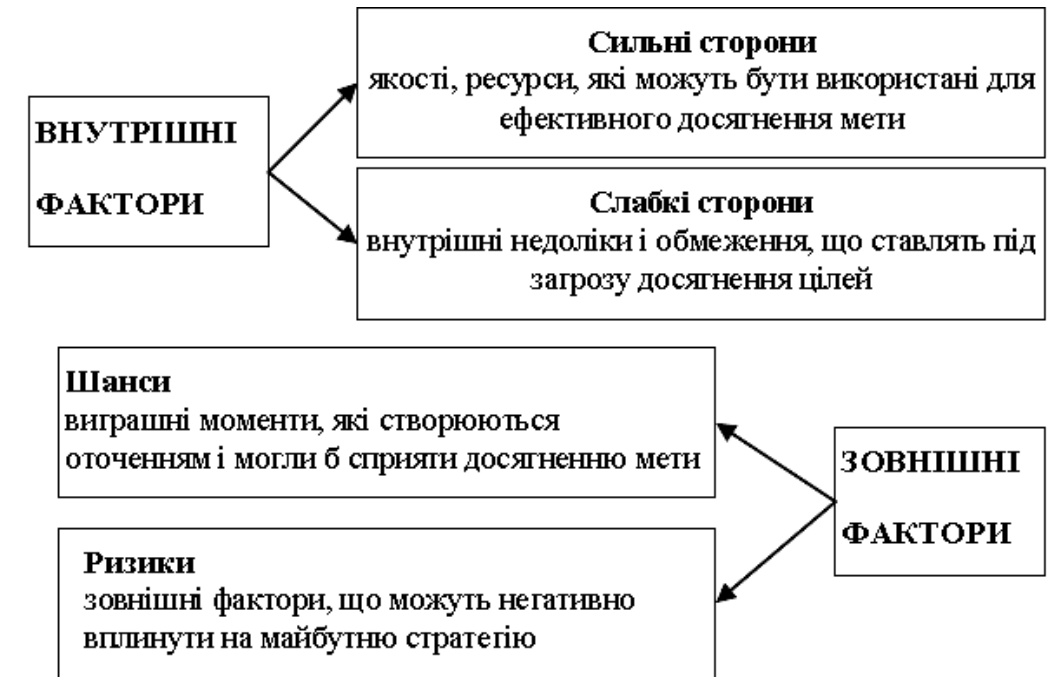 Сильні сторони
якості, ресурси, які можуть бути використані для
ефективного досягнення мети
ВНУТРІШНІ
ФАКТОРИ
Слабкі сторони
внутрішні недоліки і обмеження, що ставлять під
загрозу досягнення цілей
Шанси
виграшні моменти, які створюються
оточенням і могли б сприяти досягненню мети
ЗОВНІШНІ
ФАКТОРИ
Ризики
зовнішні фактори, що можуть негативно
вплинути на майбутню стратегію